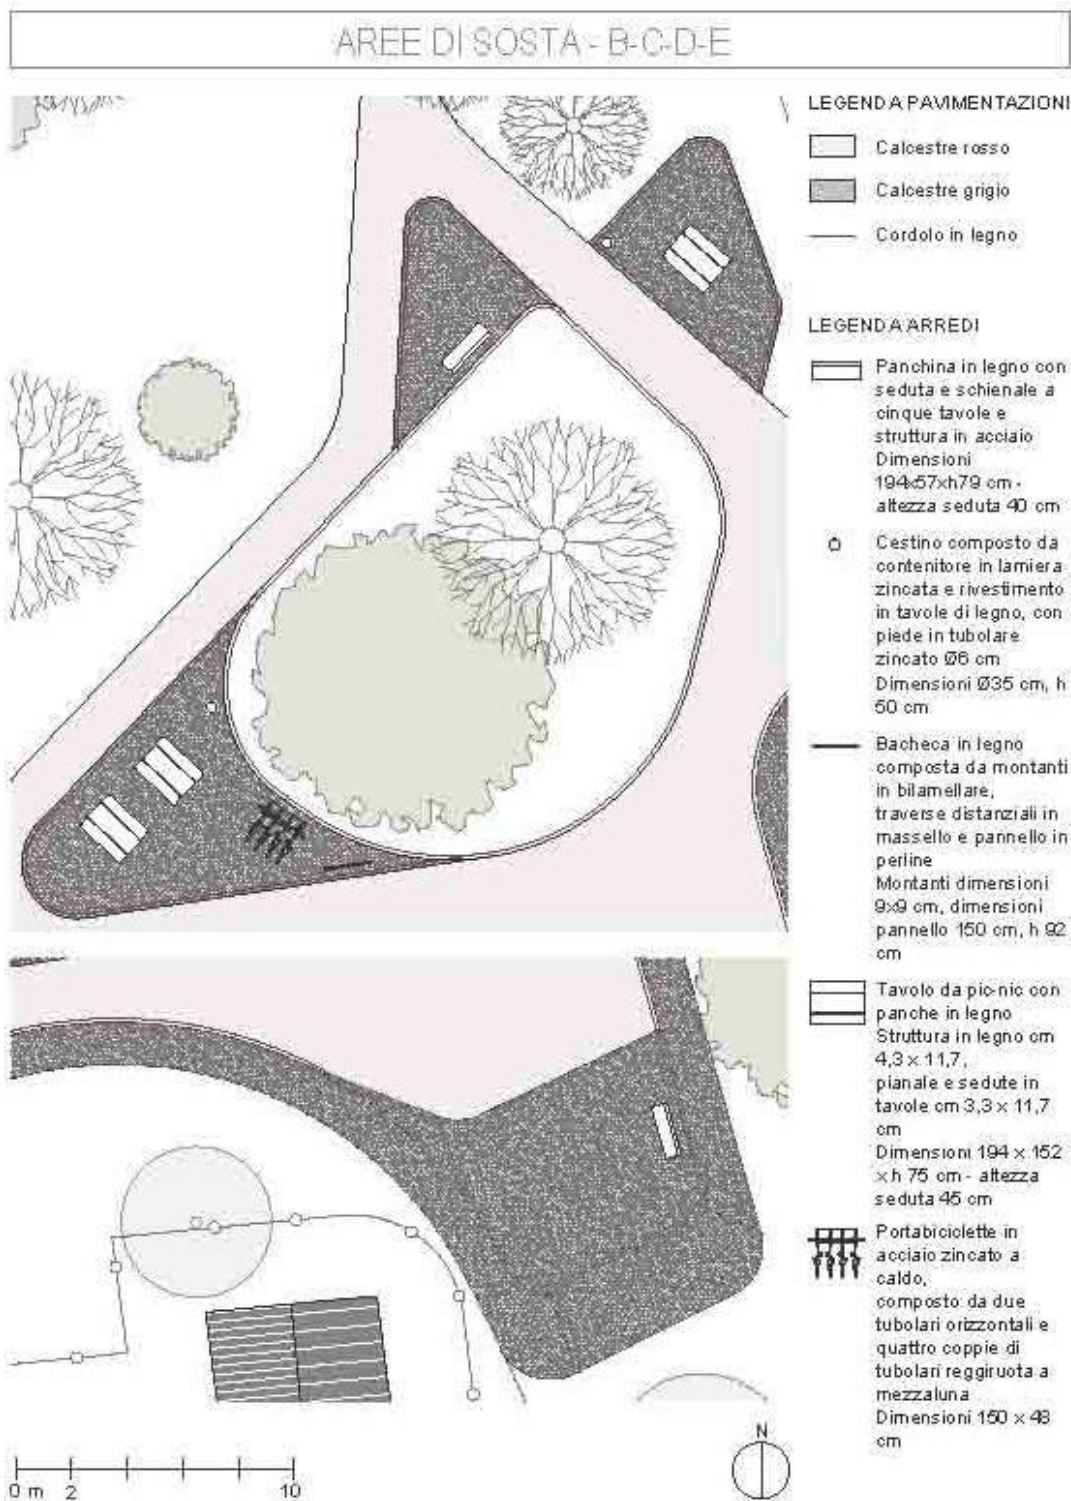 AREE DI SOSTA - B-C-D-E
LEGENDA PAVIMENTAZIONI
Calcestre rosso
Calcestre grigio
Cordolo in legno
LEGENDA ARREDI
Panchina in legno con
seduta e schienale a
cinque tavole e
struttura in acciaio
Dimensioni
194x57xh79 cm -
altezza seduta 40 cm
Cestino composto da
contenitore in lamiera
zincata e rivestimento
in tavole di legno, con
piede in tubolare
zincato Ø6 cm
Dimensioni Ø35 cm, h
50 cm
Bacheca in legno
composta da montanti
in bilamellare,
traverse distanziali in
massello e pannello in
perline
Montanti dimensioni
9x9 cm, dimensioni
pannello 150 cm, h 92
cm
Tavolo da pic-nic con
panche in legno
Struttura in legno cm
4,3 x 11,7,
pianale e sedute in
tavole cm 3,3 x 11,7
cm
Dimensioni 194 x 152
x h 75 cm - altezza
seduta 45 cm
Portabiciclette in
acciaio zincato a
caldo,
composto da due
tubolari orizzontali e
quattro coppie di
tubolari reggiruota a
mezzaluna
Dimensioni 150 x 48
cm
N
0 m 2 10